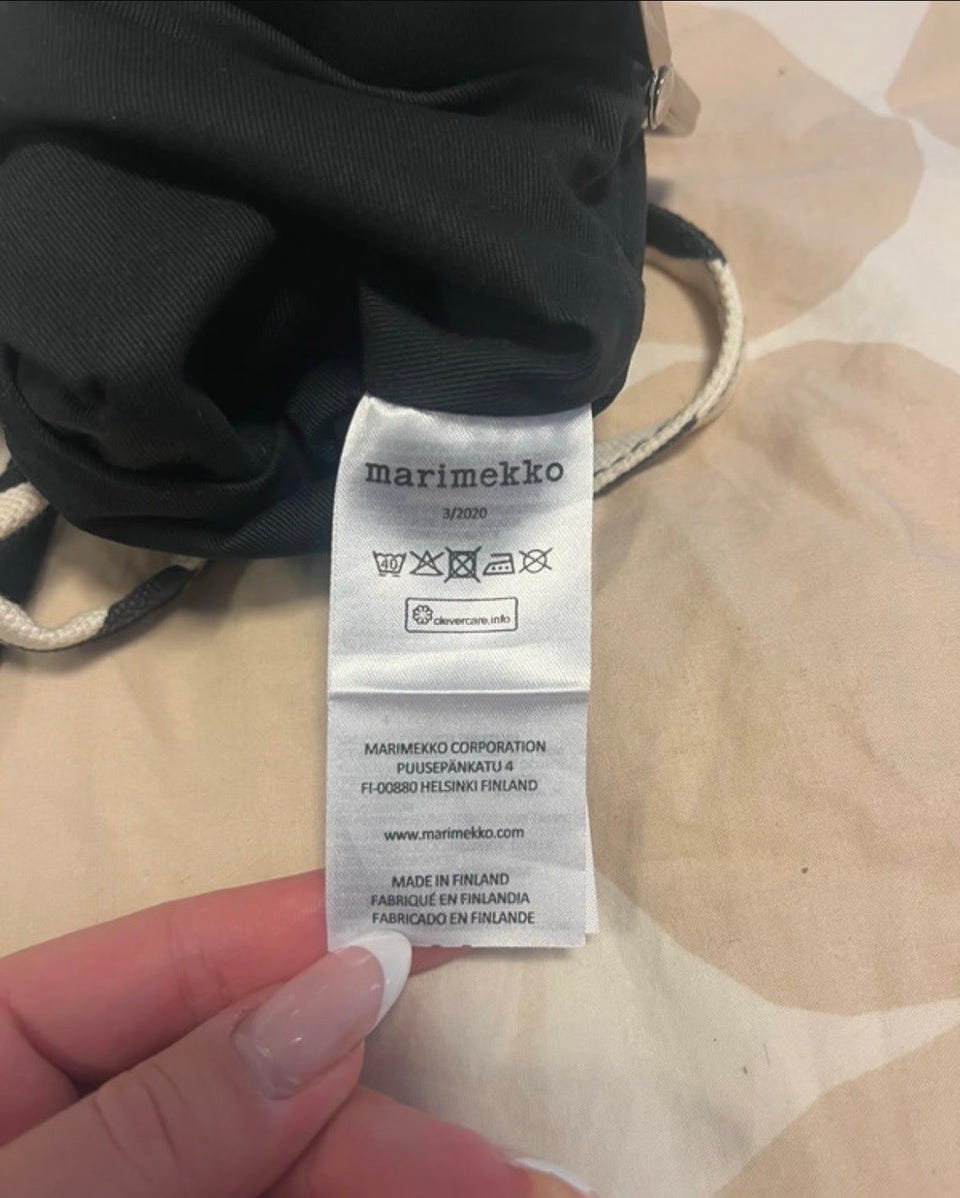 marimekko
3/2020
40
clevercare.info
MARIMEKKO CORPORATION
PUUSEPÄNKATU 4
FI-00880 HELSINKI FINLAND
www.marimekko.com
MADE IN FINLAND
FABRIQUÉ EN FINLANDIA
FABRICADO EN FINLANDE